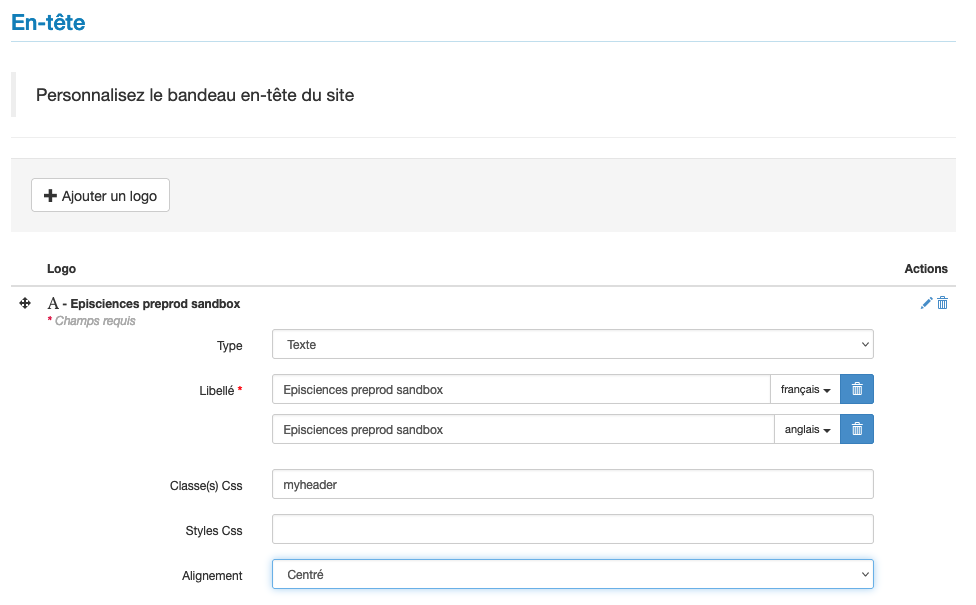 En-tête
Personnalisez le bandeau en-tête du site
Ajouter un logo
Logo Actions
A - Episciences preprod sandbox
* Champs requis
Type Texte
Libellé * Episciences preprod sandbox français
Episciences preprod sandbox anglais
Classe(s) Css myheader
Styles Css
Alignement Centré